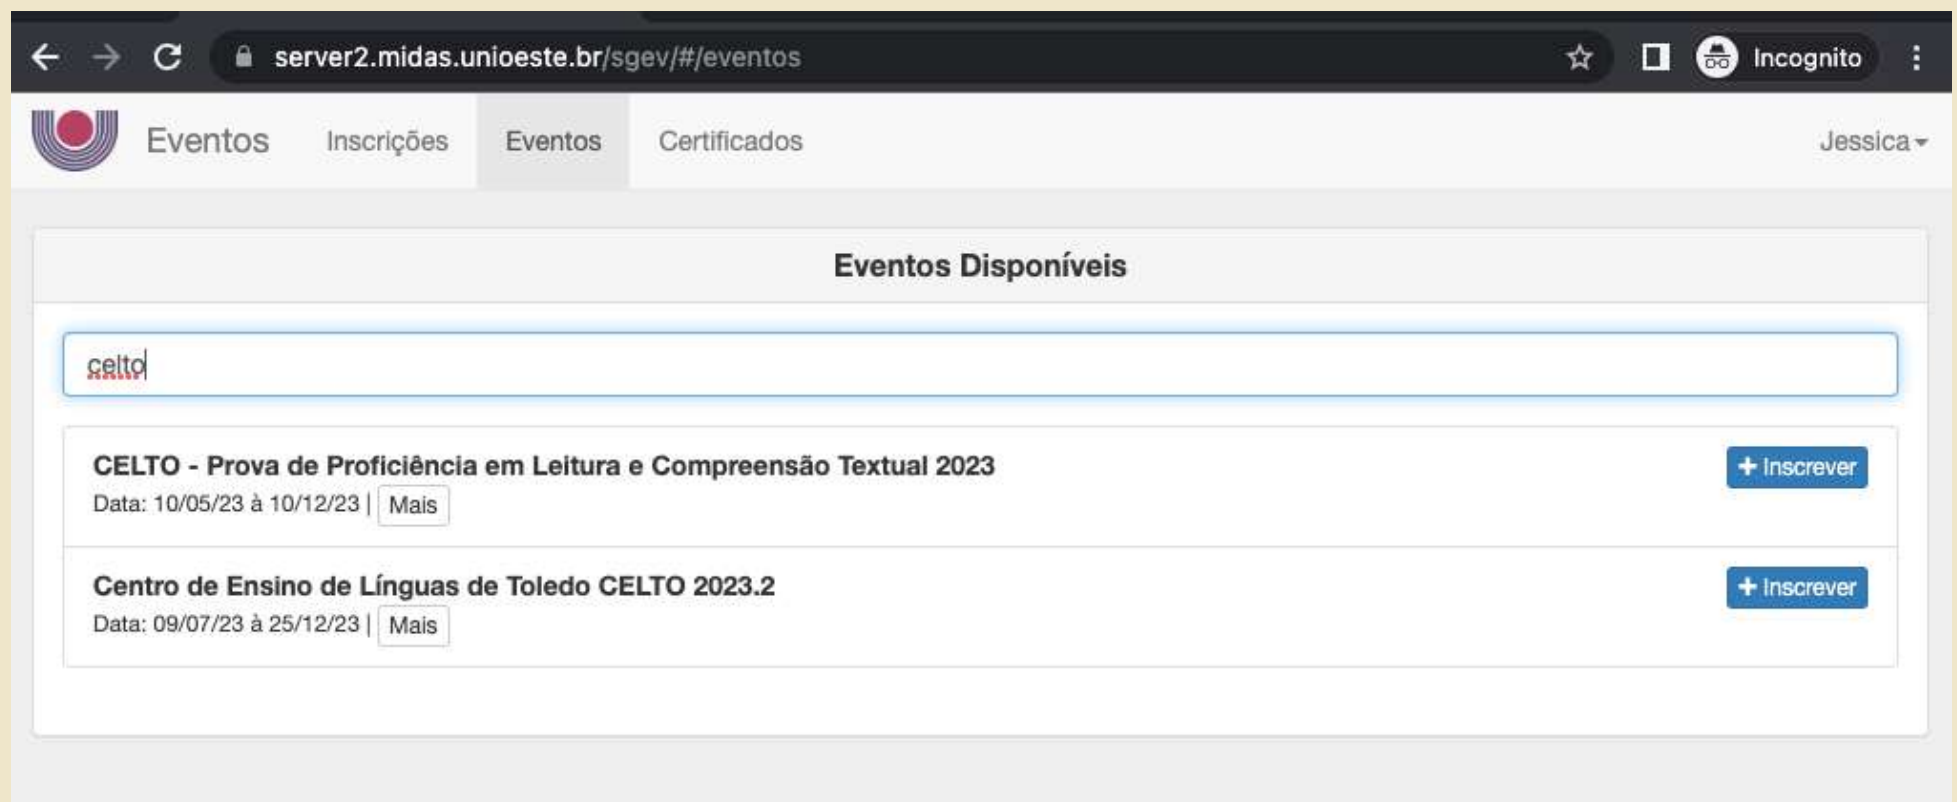 server2.midas.unioeste.br/sgev/#/eventos
Incognito
Eventos Inscrições Eventos Certificados Jessica
Eventos Disponíveis
celto
CELTO - Prova de Proficiência em Leitura e Compreensão Textual 2023
+ Inscrever
Data: 10/05/23 à 10/12/23 | Mais
Centro de Ensino de Línguas de Toledo CELTO 2023.2
+ Inscrever
Data: 09/07/23 à 25/12/23 | Mais